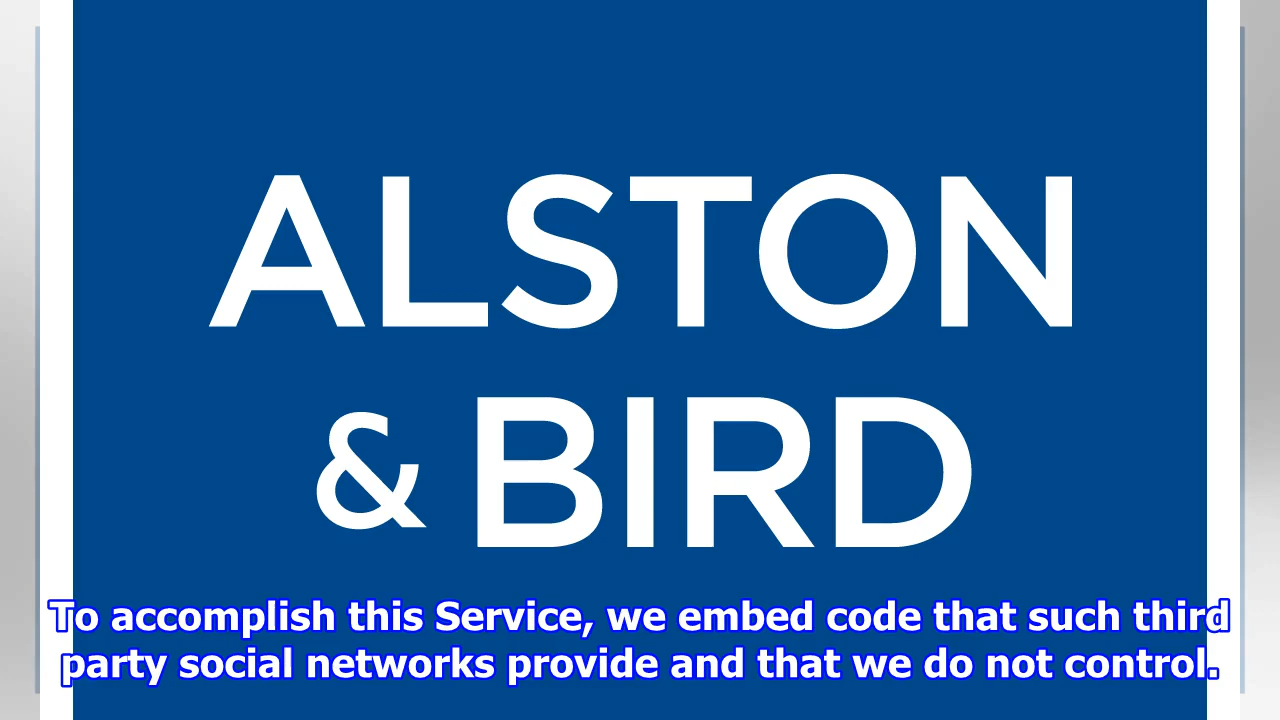 ALSTON
& BIRD
To accomplish this Service, we embed code that such third
party social networks provide and that we do not control.